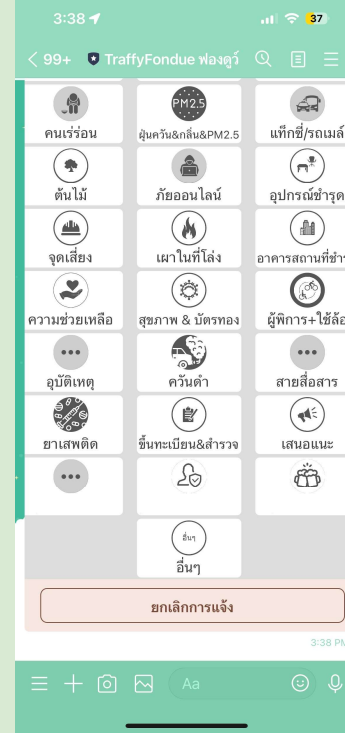 3:38
37
99+ TraffyFondue ฟองดูว์
PM2.5
คนเร่ร่อน
ฝุ่นควัน&กลิ่น&PM2.5
แท็กซี่/รถเมล์
ต้นไม้
ภัยออนไลน์
อุปกรณ์ชำรุด
จุดเสี่ยง
เผาในที่โล่ง
อาคารสถานที่ชำร
ความช่วยเหลือ
สุขภาพ & บัตรทอง
ผู้พิการ+ใช้ล้อ
อุบัติเหตุ
ควันดำ
สายสื่อสาร
ยาเสพติด
ขึ้นทะเบียน&สำรวจ
เสนอแนะ
อื่นๆ
อื่นๆ
ยกเลิกการแจ้ง
3:38 PM
Aa